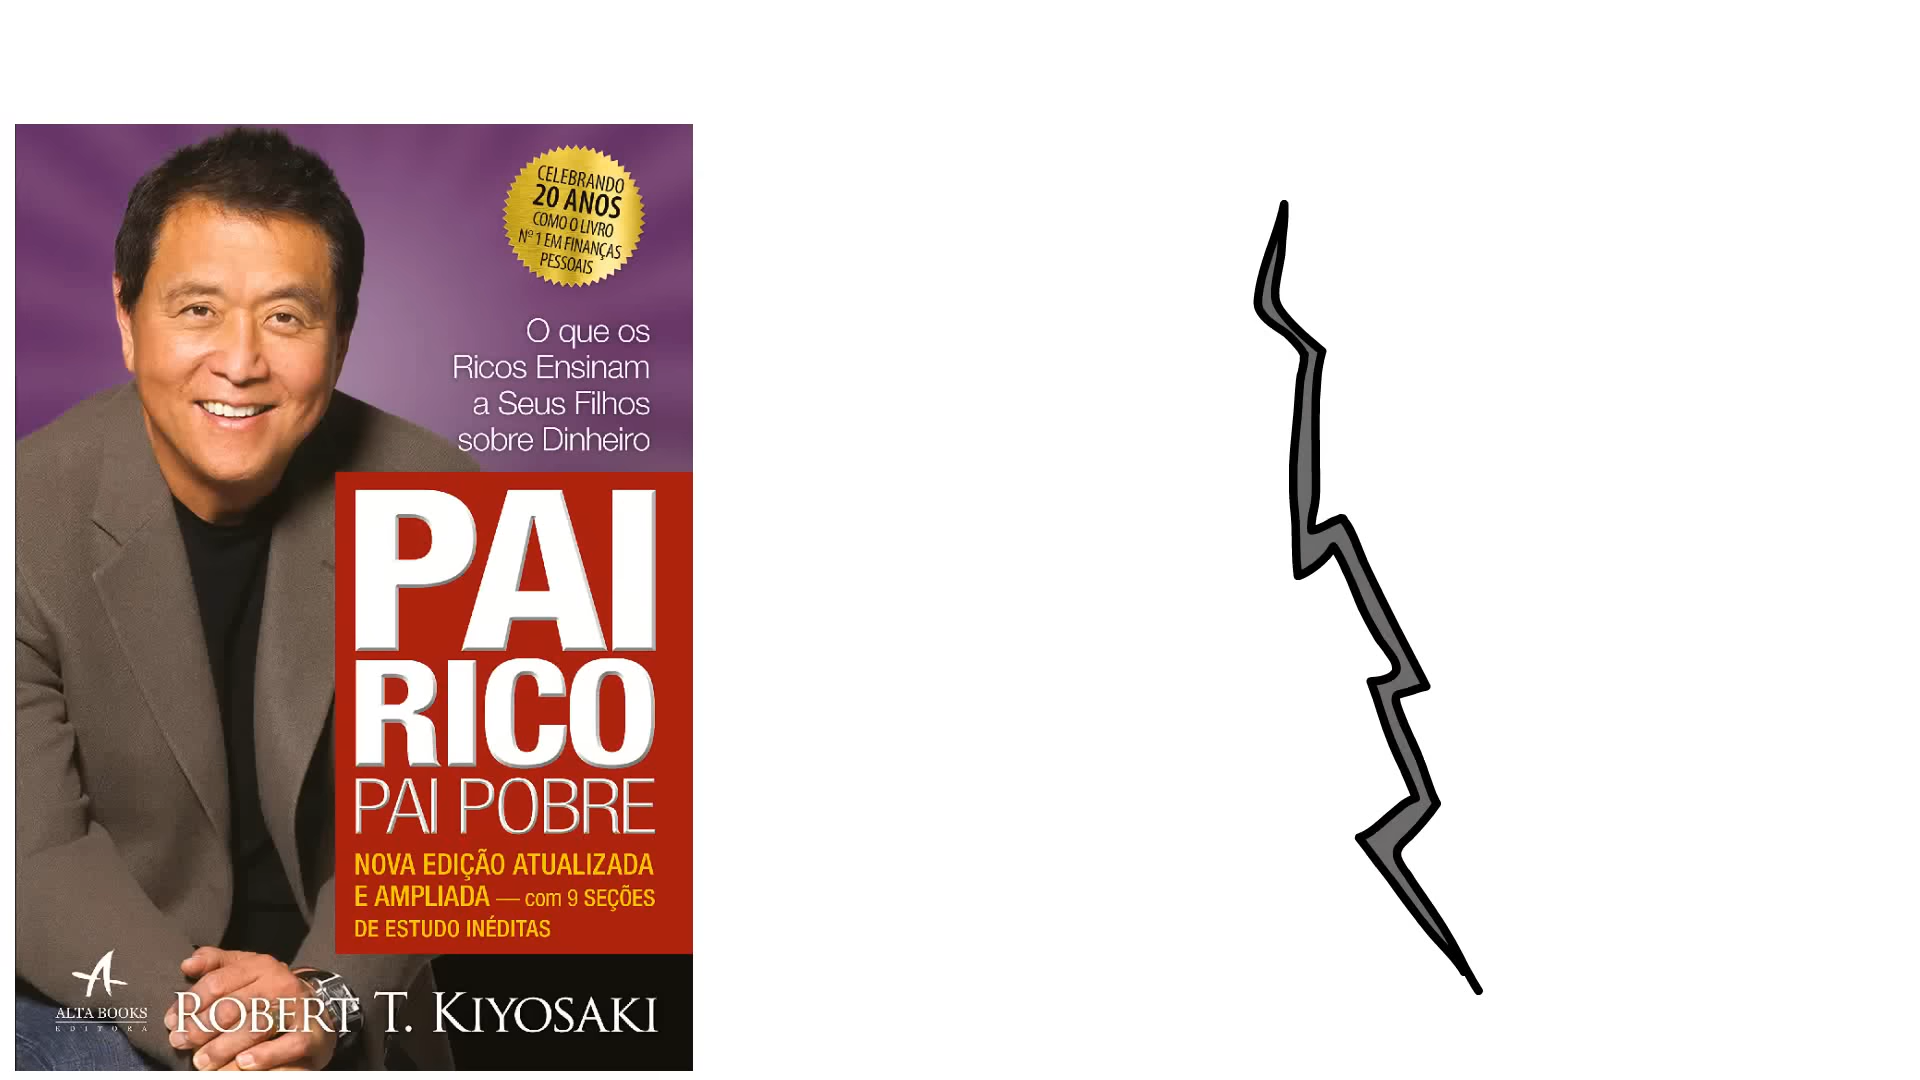 CELEBRANDO
20 ANOS
COMO O LIVRO
Nº 1 EM FINANÇAS
PESSOAIS
O que os
Ricos Ensinam
a Seus Filhos
sobre Dinheiro
PAI
RICO
PAI POBRE
NOVA EDIÇÃO ATUALIZADA
E AMPLIADA — com 9 SEÇÕES
DE ESTUDO INÉDITAS
ALTA BOOKS
EDITORA
ROBERT T. KIYOSAKI